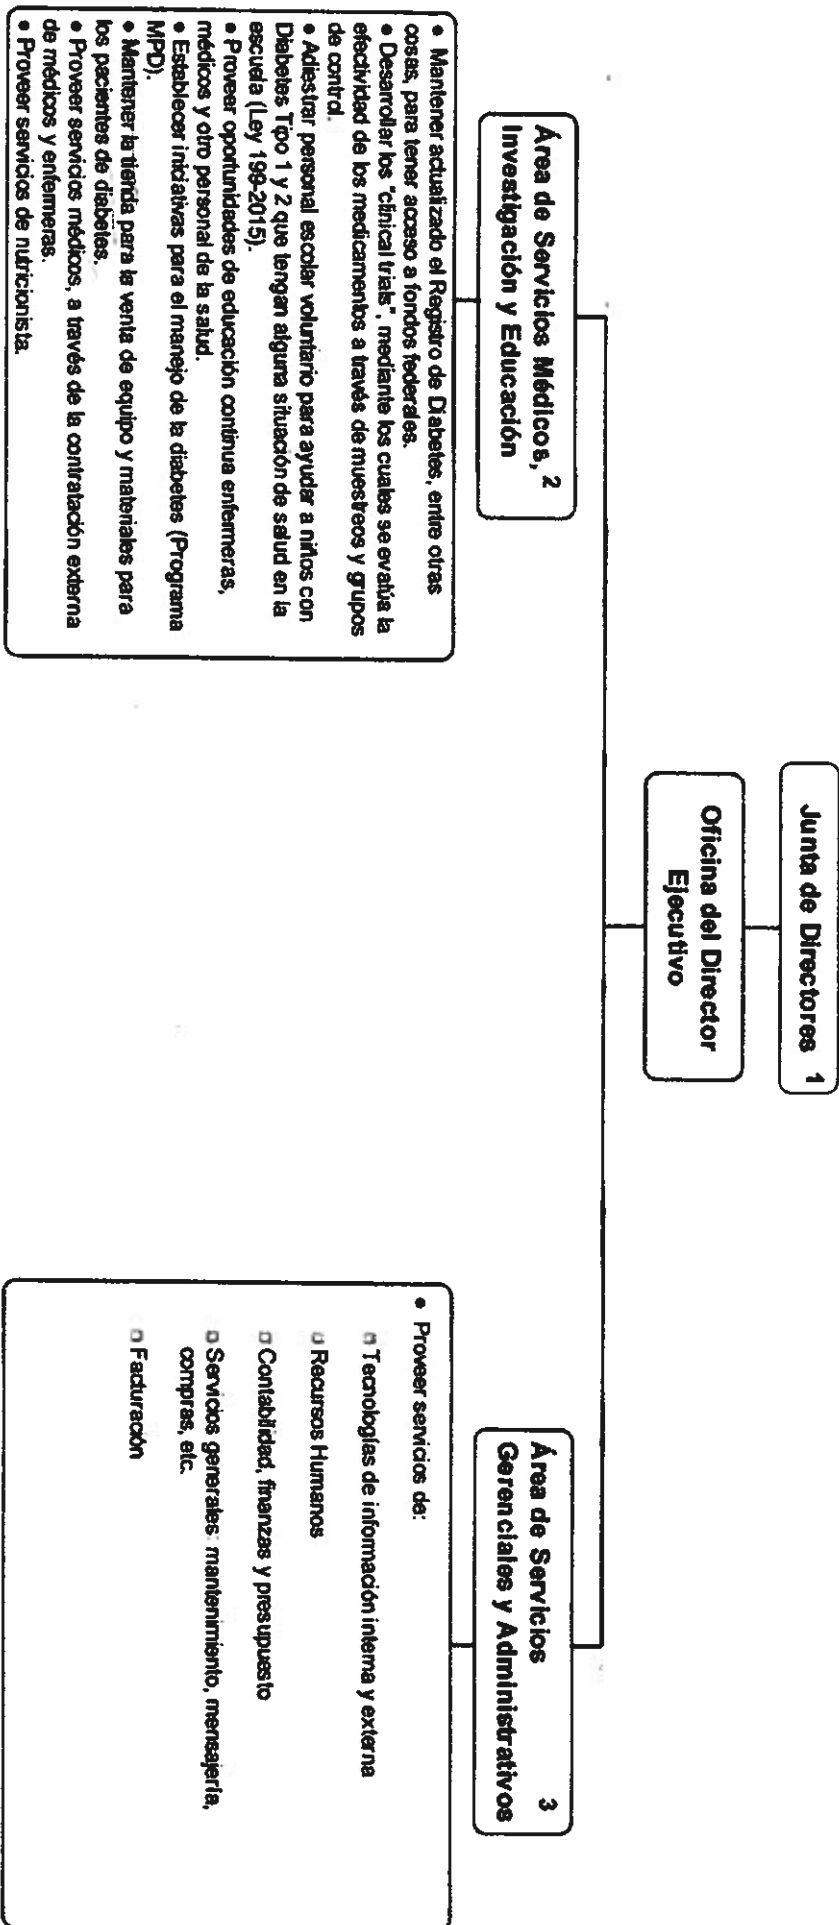 Junta de Directores 1
Oficina del Director
Ejecutivo
Área de Servicios Médicos, 2
Investigación y Educación
• Mantener actualizado el Registro de Diabetes, entre otras
cosas, para tener acceso a fondos federales.
• Desarrollar los "clinical trials", mediante los cuales se evalúa la
efectividad de los medicamentos a través de muestreos y grupos
de control.
• Adiestrar personal escolar voluntario para ayudar a niños con
Diabetes Tipo 1 y 2 que tengan alguna situación de salud en la
escuela (Ley 199-2015).
• Proveer oportunidades de educación continua enfermeras,
médicos y otro personal de la salud.
• Establecer iniciativas para el manejo de la diabetes (Programa
MPD).
• Mantener la tienda para la venta de equipo y materiales para
los pacientes de diabetes.
• Proveer servicios médicos, a través de la contratación externa
de médicos y enfermeras.
• Proveer servicios de nutricionista.
Área de Servicios 3
Gerenciales y Administrativos
• Proveer servicios de:
▫ Tecnologías de información interna y externa
▫ Recursos Humanos
▫ Contabilidad, finanzas y presupuesto
▫ Servicios generales: mantenimiento, mensajería,
compras, etc.
▫ Facturación